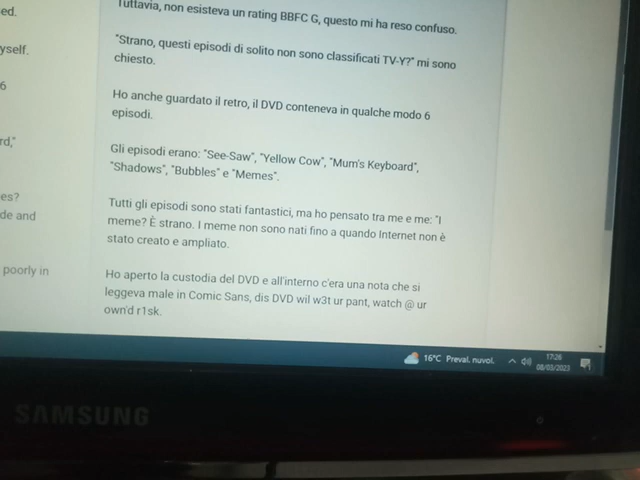 ed.
yself.
6
rd,"
es?
de and
poorly in
Tuttavia, non esisteva un rating BBFC G, questo mi ha reso confuso.
"Strano, questi episodi di solito non sono classificati TV-Y?" mi sono
chiesto.
Ho anche guardato il retro, il DVD conteneva in qualche modo 6
episodi.
Gli episodi erano: "See-Saw", "Yellow Cow", "Mum's Keyboard",
"Shadows", "Bubbles" e "Memes".
Tutti gli episodi sono stati fantastici, ma ho pensato tra me e me: "I
meme? È strano. I meme non sono nati fino a quando Internet non è
stato creato e ampliato.
Ho aperto la custodia del DVD e all'interno c'era una nota che si
leggeva male in Comic Sans, dis DVD wil w3t ur pant, watch @ ur
own'd r1sk.
16°C Preval. nuvol.
17:26
08/03/2023
SAMSUNG